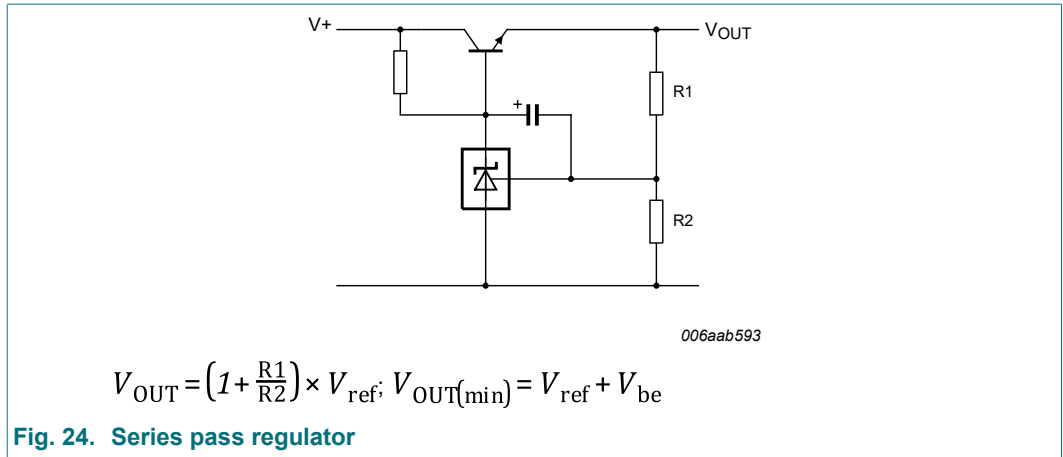 V+
VOUT
R1
+
R2
006aab593
VOUT = (1 + R1/R2) × Vref; VOUT(min) = Vref + Vbe
Fig. 24. Series pass regulator